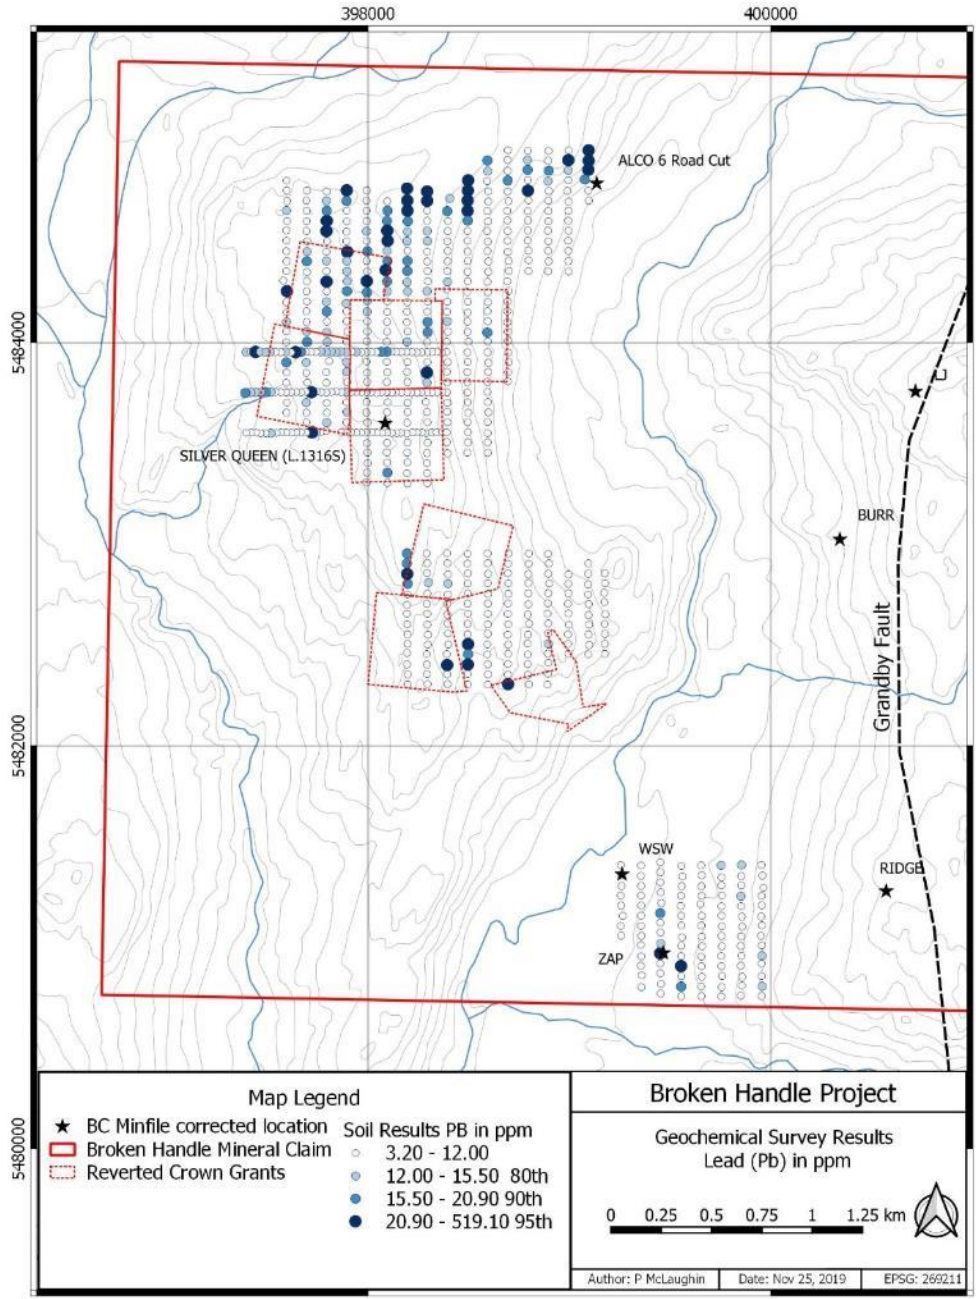 398000
400000
ALCO 6 Road Cut
5484000
SILVER QUEEN (L.1316S)
BURR
Grandby Fault
5482000
WSW
RIDGE
ZAP
5480000
Map Legend
BC Minfile corrected location
Broken Handle Mineral Claim
Reverted Crown Grants
Soil Results PB in ppm
3.20 - 12.00
12.00 - 15.50 80th
15.50 - 20.90 90th
20.90 - 519.10 95th
Broken Handle Project
Geochemical Survey Results
Lead (Pb) in ppm
0 0.25 0.5 0.75 1 1.25 km
Author: P McLaughin
Date: Nov 25, 2019
EPSG: 269211